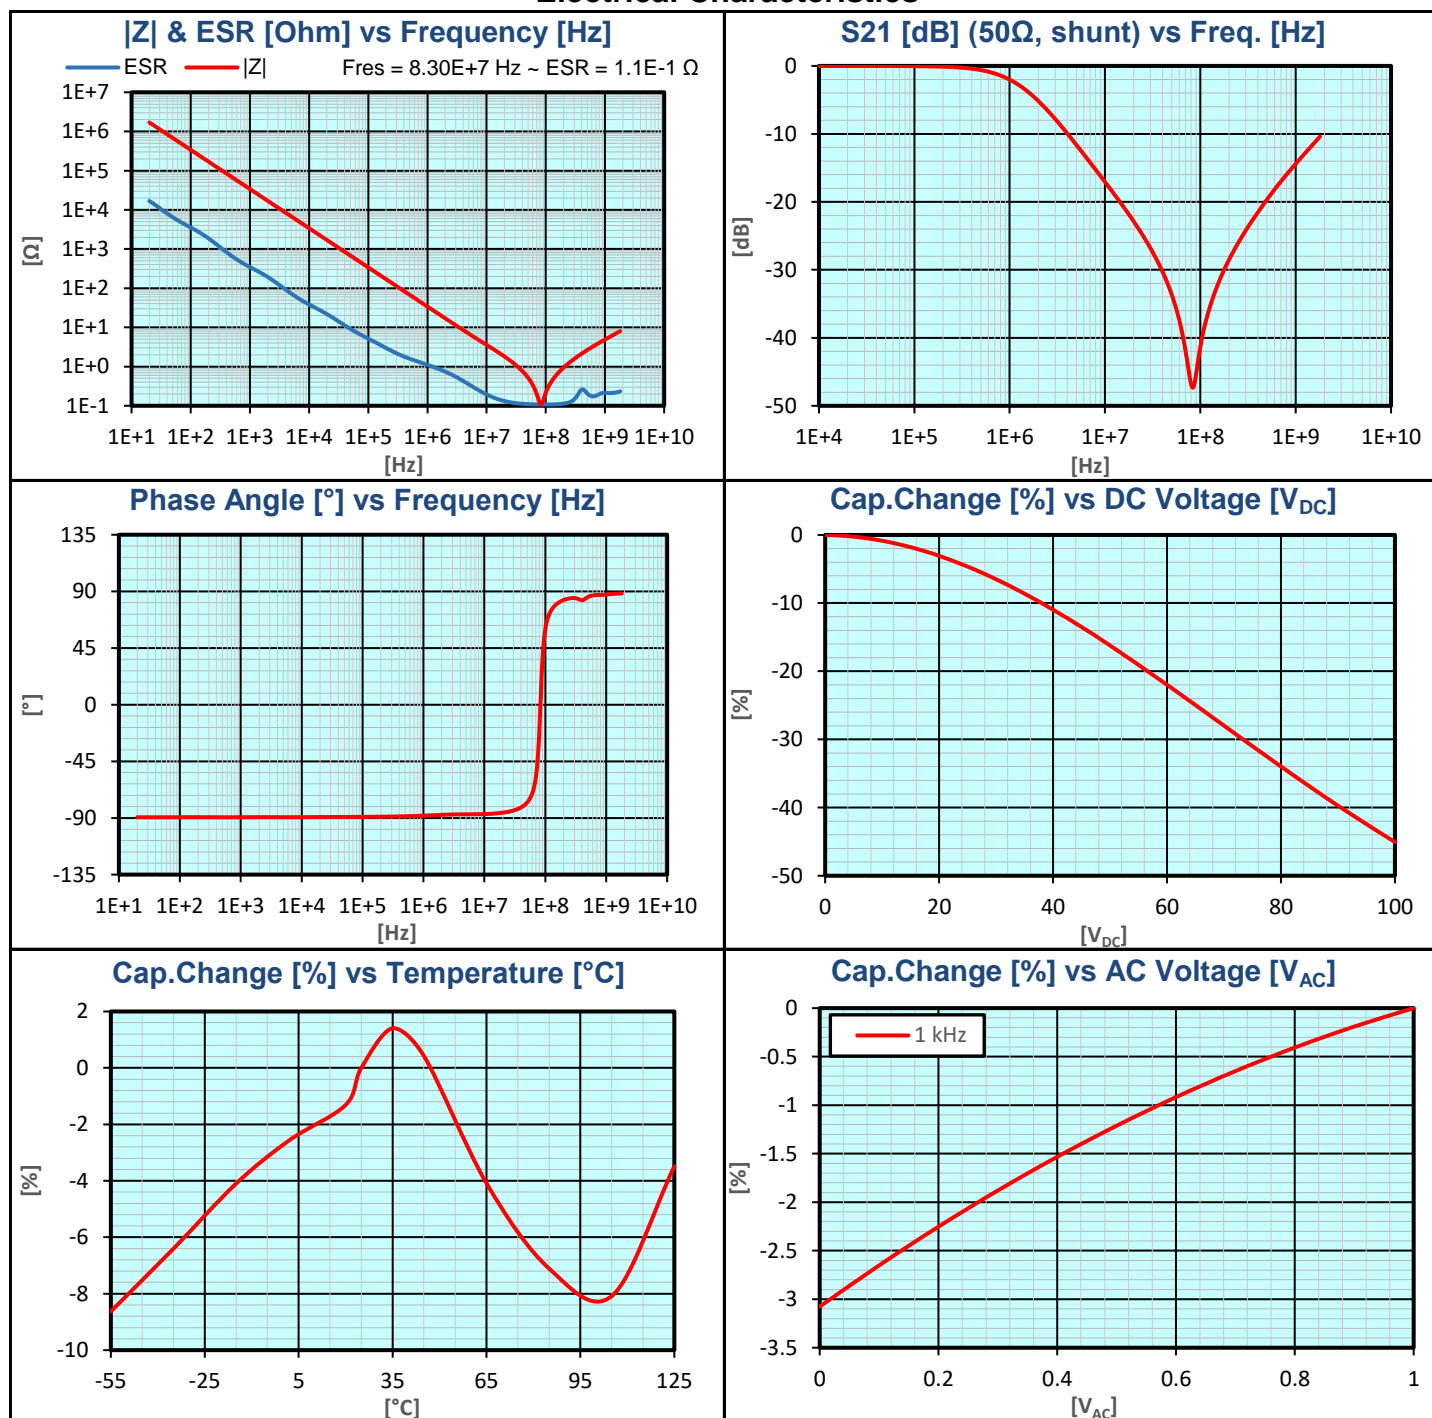 |Z| & ESR [Ohm] vs Frequency [Hz]
ESR |Z| Fres = 8.30E+7 Hz ~ ESR = 1.1E-1 Ω
1E+7
1E+6
1E+5
1E+4
1E+3
1E+2
1E+1
1E+0
1E-1
[Ω]
1E+1 1E+2 1E+3 1E+4 1E+5 1E+6 1E+7 1E+8 1E+9 1E+10
[Hz]
S21 [dB] (50Ω, shunt) vs Freq. [Hz]
0
-10
-20
-30
-40
-50
[dB]
1E+4 1E+5 1E+6 1E+7 1E+8 1E+9 1E+10
[Hz]
Phase Angle [°] vs Frequency [Hz]
135
90
45
0
-45
-90
-135
[°]
1E+1 1E+2 1E+3 1E+4 1E+5 1E+6 1E+7 1E+8 1E+9 1E+10
[Hz]
Cap.Change [%] vs DC Voltage [VDC]
0
-10
-20
-30
-40
-50
[%]
0 20 40 60 80 100
[VDC]
Cap.Change [%] vs Temperature [°C]
2
0
-2
-4
-6
-8
-10
[%]
-55 -25 5 35 65 95 125
[°C]
Cap.Change [%] vs AC Voltage [VAC]
1 kHz
0
-0.5
-1
-1.5
-2
-2.5
-3
-3.5
[%]
0 0.2 0.4 0.6 0.8 1
[VAC]